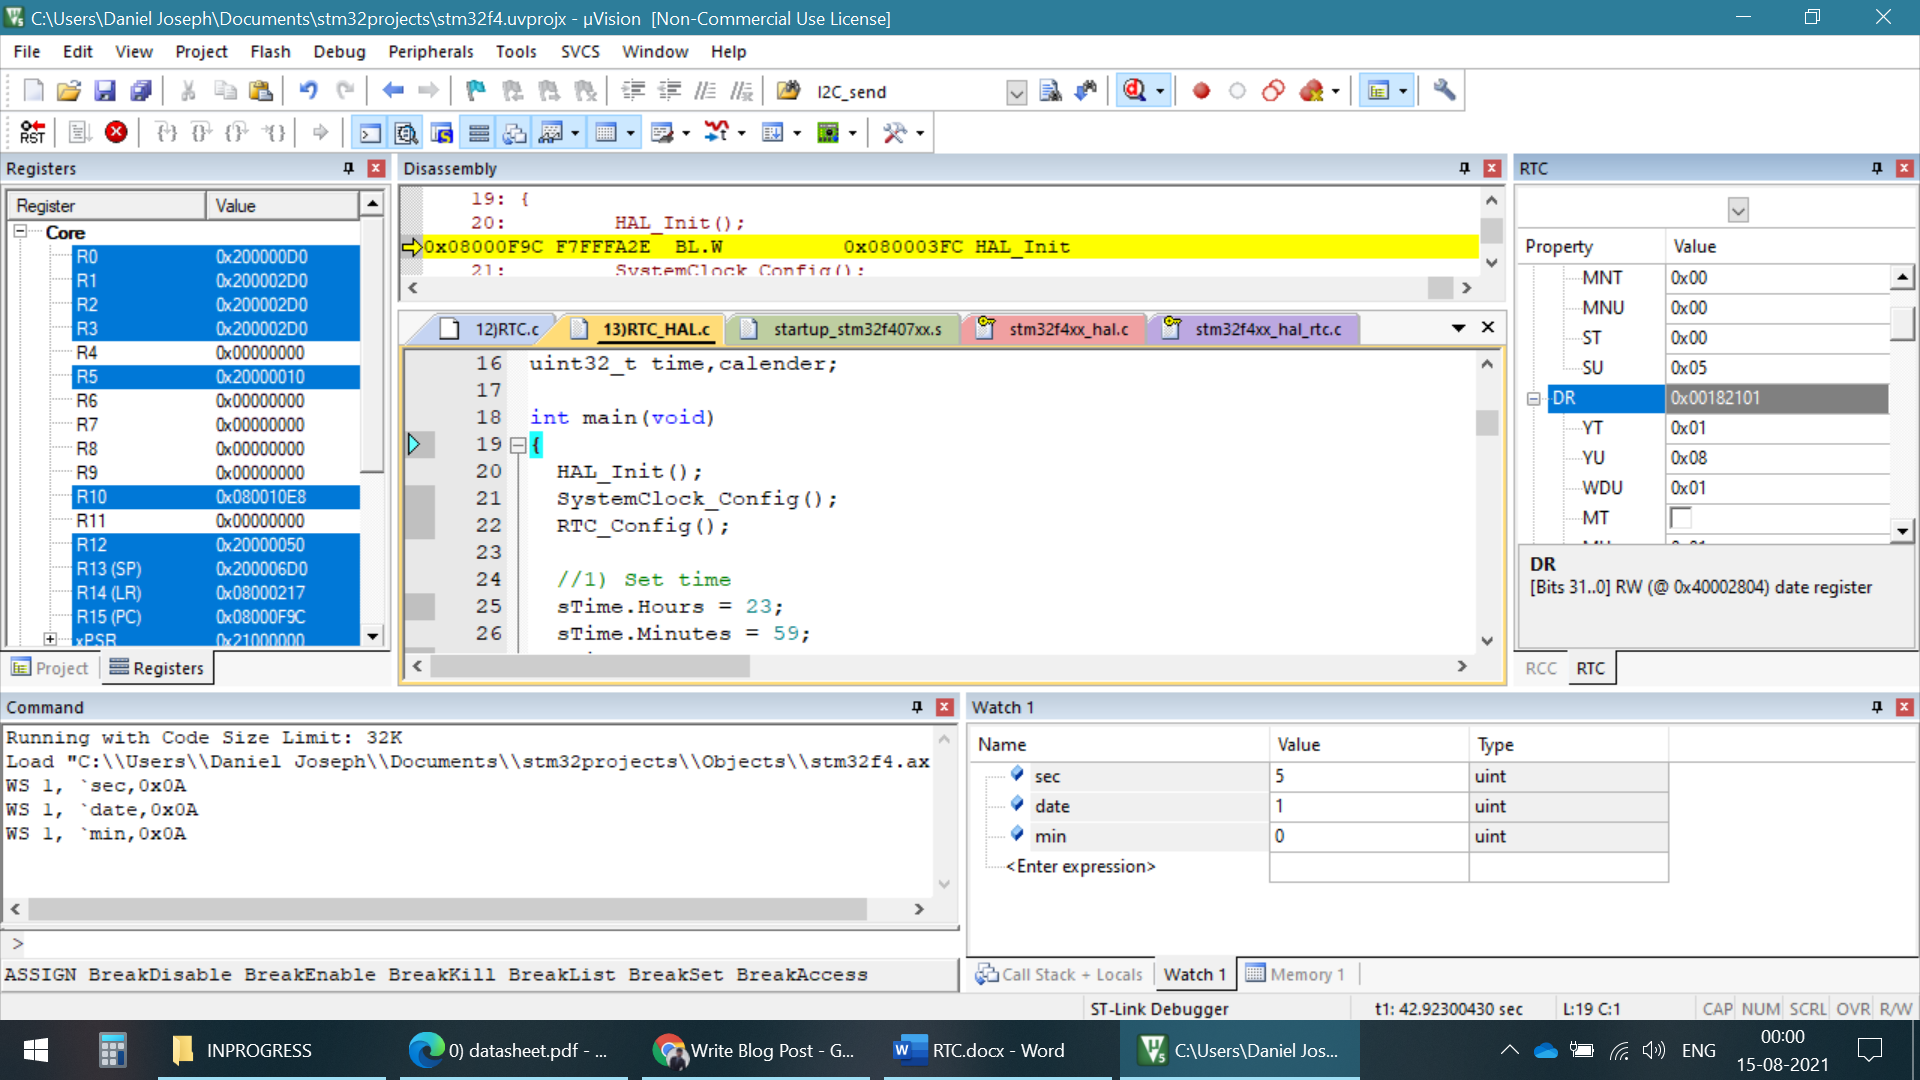 C:\Users\Daniel Joseph\Documents\stm32projects\stm32f4.uvprojx - µVision [Non-Commercial Use License]
File Edit View Project Flash Debug Peripherals Tools SVCS Window Help
I2C_send
RST
Registers
Register Value
Core
R0 0x200000D0
R1 0x200002D0
R2 0x200002D0
R3 0x200002D0
R4 0x00000000
R5 0x20000010
R6 0x00000000
R7 0x00000000
R8 0x00000000
R9 0x00000000
R10 0x080010E8
R11 0x00000000
R12 0x20000050
R13 (SP) 0x200006D0
R14 (LR) 0x08000217
R15 (PC) 0x08000F9C
xPSR 0x21000000
Project Registers
Disassembly
19: {
20: HAL_Init();
0x08000F9C F7FFFA2E BL.W 0x080003FC HAL_Init
21: SystemClock_Config();
12)RTC.c 13)RTC_HAL.c startup_stm32f407xx.s stm32f4xx_hal.c stm32f4xx_hal_rtc.c
16 uint32_t time,calender;
17
18 int main(void)
19 {
20 HAL_Init();
21 SystemClock_Config();
22 RTC_Config();
23
24 //1) Set time
25 sTime.Hours = 23;
26 sTime.Minutes = 59;
RTC
Property Value
MNT 0x00
MNU 0x00
ST 0x00
SU 0x05
DR 0x00182101
YT 0x01
YU 0x08
WDU 0x01
MT
DR
[Bits 31..0] RW (@ 0x40002804) date register
RCC RTC
Command
Running with Code Size Limit: 32K
Load "C:\\Users\\Daniel Joseph\\Documents\\stm32projects\\Objects\\stm32f4.ax
WS 1, `sec,0x0A
WS 1, `date,0x0A
WS 1, `min,0x0A
>
ASSIGN BreakDisable BreakEnable BreakKill BreakList BreakSet BreakAccess
Watch 1
Name Value Type
sec 5 uint
date 1 uint
min 0 uint
<Enter expression>
Call Stack + Locals Watch 1 Memory 1
ST-Link Debugger t1: 42.92300430 sec L:19 C:1 CAP NUM SCRL OVR R/W
INPROGRESS
0) datasheet.pdf - ...
Write Blog Post - G...
RTC.docx - Word
C:\Users\Daniel Jos...
ENG
00:00
15-08-2021